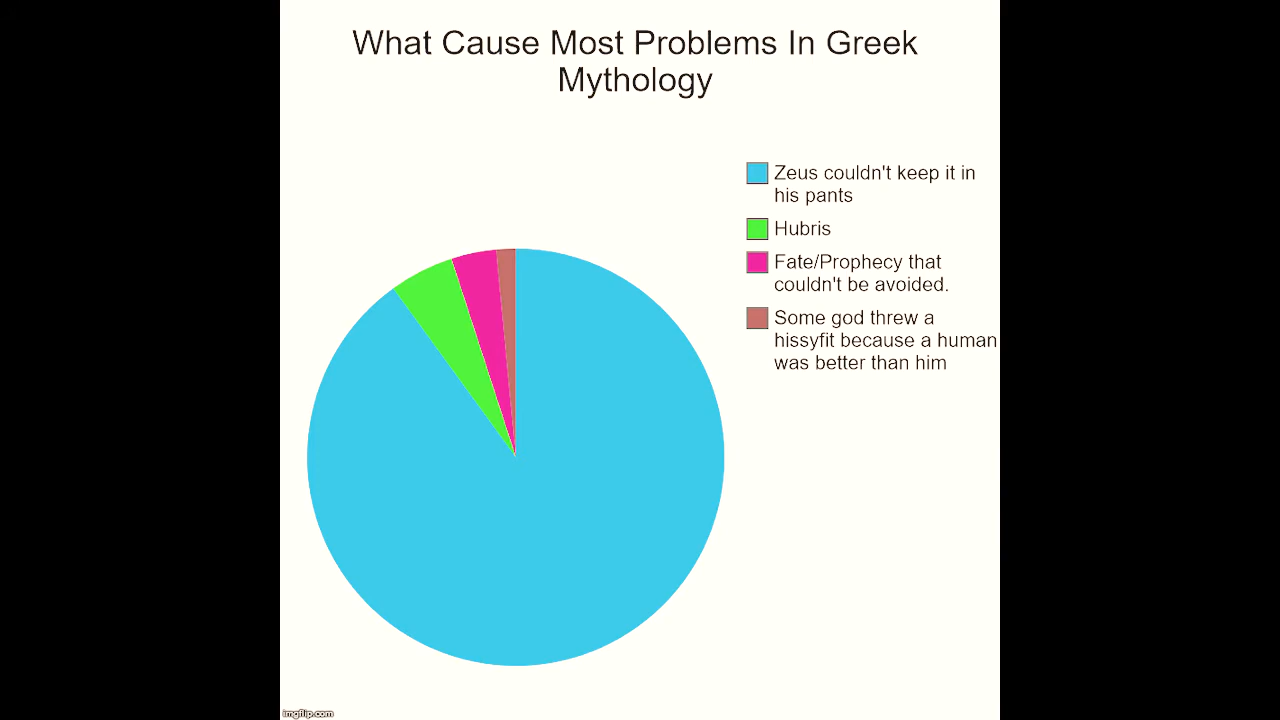 What Cause Most Problems In Greek
Mythology
Zeus couldn't keep it in
his pants
Hubris
Fate/Prophecy that
couldn't be avoided.
Some god threw a
hissyfit because a human
was better than him
imgflip.com